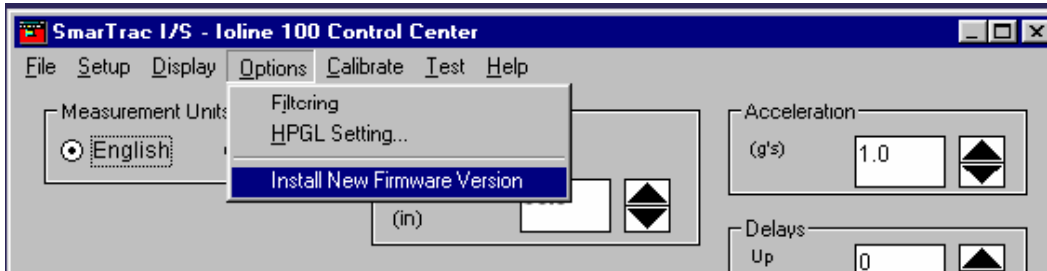 SmarTrac I/S - Ioline 100 Control Center
File Setup Display Options Calibrate Test Help
Measurement Units
English
Filtering
HPGL Setting...
Install New Firmware Version
(in)
Acceleration
(g's) 1.0
Delays
Up 0